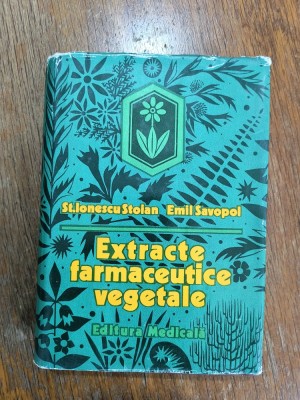 St.Ionescu Stoian Emil Savopol
Extracte
farmaceutice
vegetale
Editura Medicală